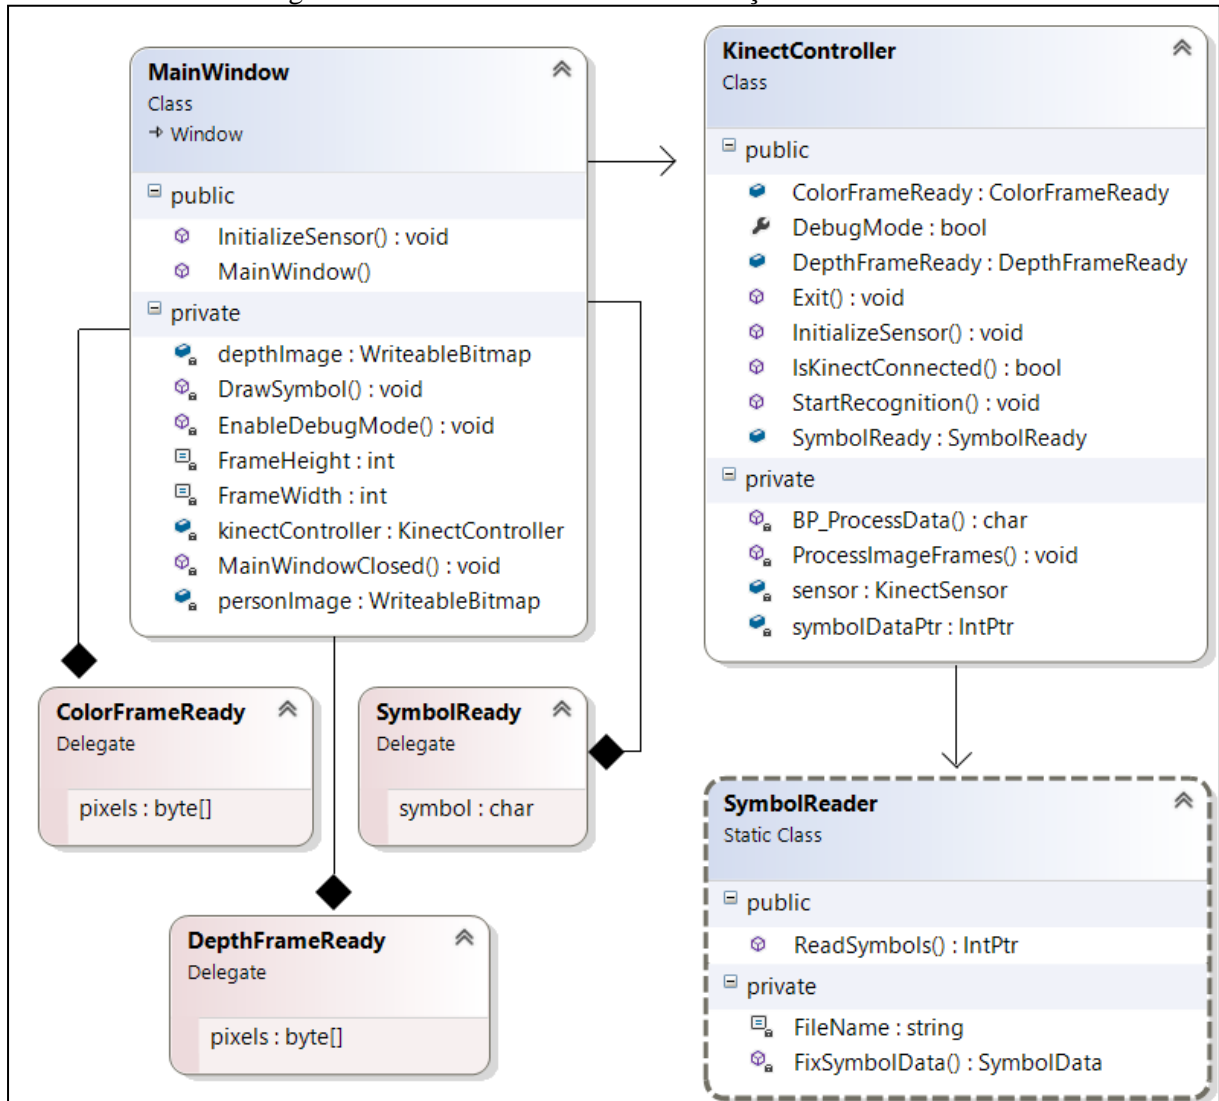 MainWindow
Class
Window
public
InitializeSensor() : void
MainWindow()
private
depthImage : WriteableBitmap
DrawSymbol() : void
EnableDebugMode() : void
FrameHeight : int
FrameWidth : int
kinectController : KinectController
MainWindowClosed() : void
personImage : WriteableBitmap
KinectController
Class
public
ColorFrameReady : ColorFrameReady
DebugMode : bool
DepthFrameReady : DepthFrameReady
Exit() : void
InitializeSensor() : void
IsKinectConnected() : bool
StartRecognition() : void
SymbolReady : SymbolReady
private
BP_ProcessData() : char
ProcessImageFrames() : void
sensor : KinectSensor
symbolDataPtr : IntPtr
ColorFrameReady
Delegate
pixels : byte[]
SymbolReady
Delegate
symbol : char
DepthFrameReady
Delegate
pixels : byte[]
SymbolReader
Static Class
public
ReadSymbols() : IntPtr
private
FileName : string
FixSymbolData() : SymbolData